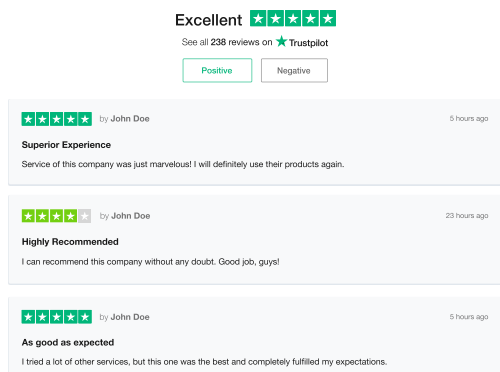 Excellent
See all 238 reviews on Trustpilot
Positive Negative
by John Doe 5 hours ago
Superior Experience
Service of this company was just marvelous! I will definitely use their products again.
by John Doe 23 hours ago
Highly Recommended
I can recommend this company without any doubt. Good job, guys!
by John Doe 5 hours ago
As good as expected
I tried a lot of other services, but this one was the best and completely fulfilled my expectations.